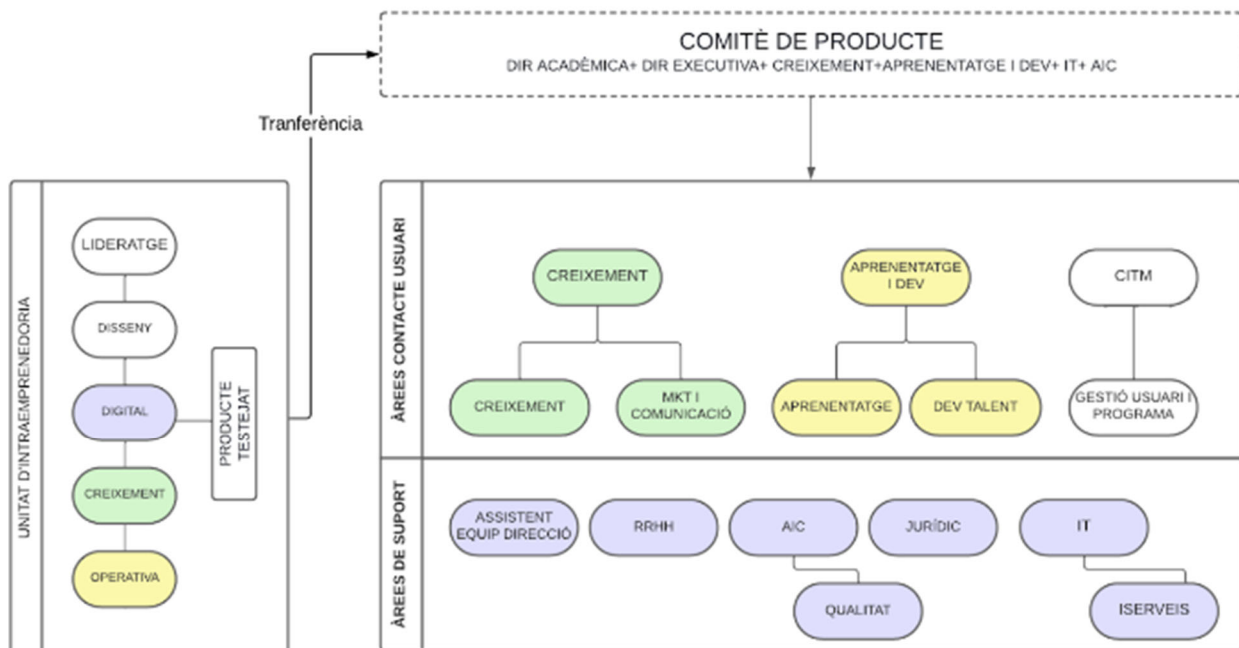 COMITÈ DE PRODUCTE
DIR ACADÈMICA+ DIR EXECUTIVA+ CREIXEMENT+APRENENTATGE I DEV+ IT+ AIC
Tranferència
UNITAT D'INTRAEMPRENEDORIA
LIDERATGE
DISSENY
DIGITAL
CREIXEMENT
OPERATIVA
PRODUCTE
TESTEJAT
ÀREES CONTACTE USUARI
CREIXEMENT
APRENENTATGE
I DEV
CITM
CREIXEMENT
MKT I
COMUNICACIÓ
APRENENTATGE
DEV TALENT
GESTIÓ USUARI I
PROGRAMA
ÀREES DE SUPORT
ASSISTENT
EQUIP DIRECCIÓ
RRHH
AIC
JURÍDIC
IT
QUALITAT
ISERVEIS